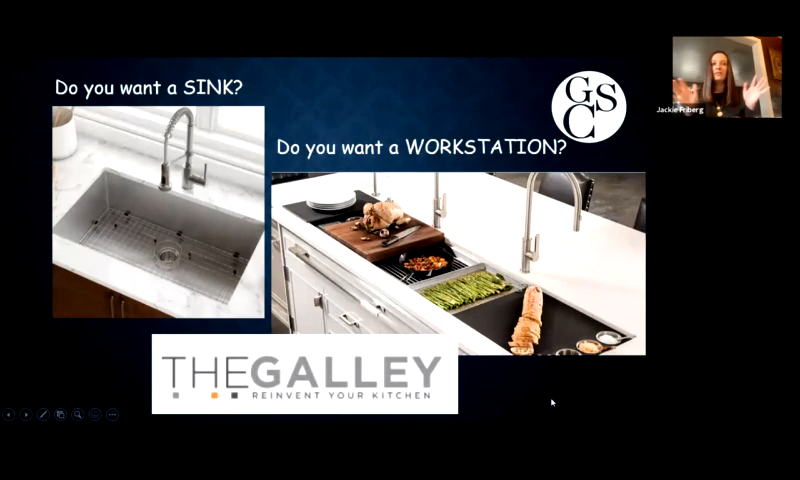 Do you want a SINK?
GSC
Jackie Friberg
Do you want a WORKSTATION?
THEGALLEY
REINVENT YOUR KITCHEN